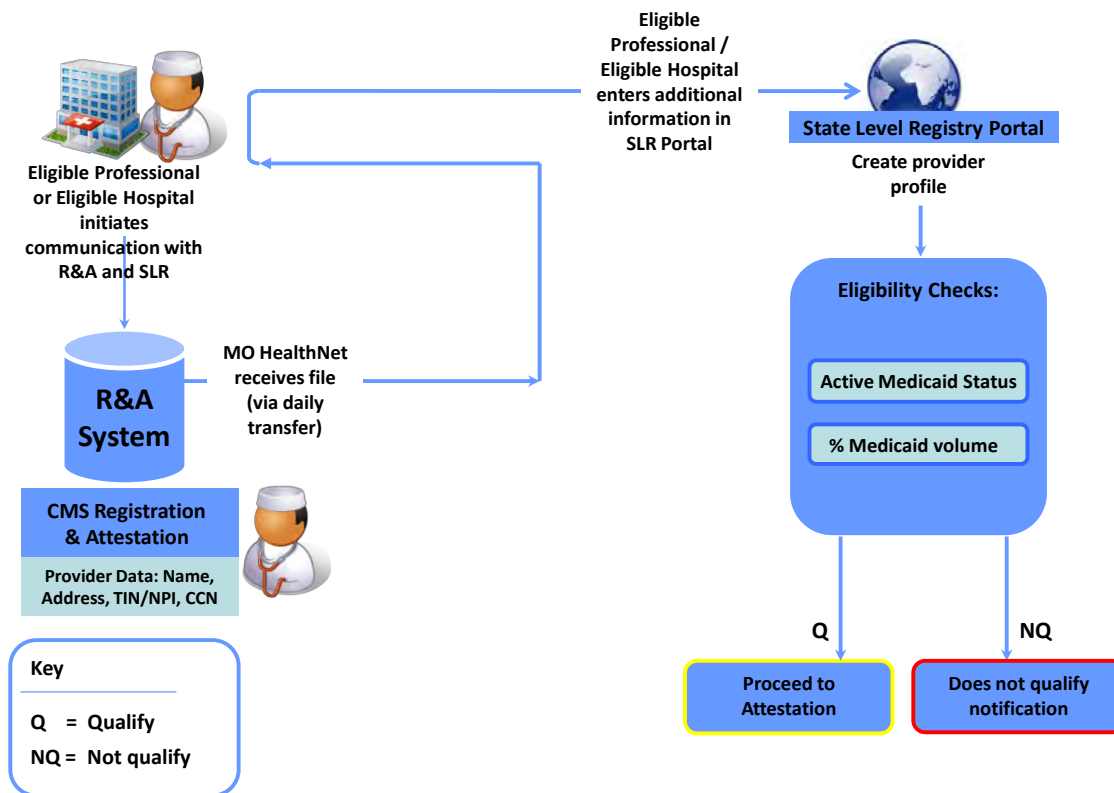 Eligible Professional
or Eligible Hospital
initiates
communication with
R&A and SLR
R&A
System
MO HealthNet
receives file
(via daily
transfer)
CMS Registration
& Attestation
Provider Data: Name,
Address, TIN/NPI, CCN
Key
Q = Qualify
NQ = Not qualify
Eligible
Professional /
Eligible Hospital
enters additional
information in
SLR Portal
State Level Registry Portal
Create provider
profile
Eligibility Checks:
Active Medicaid Status
% Medicaid volume
Q
NQ
Proceed to
Attestation
Does not qualify
notification